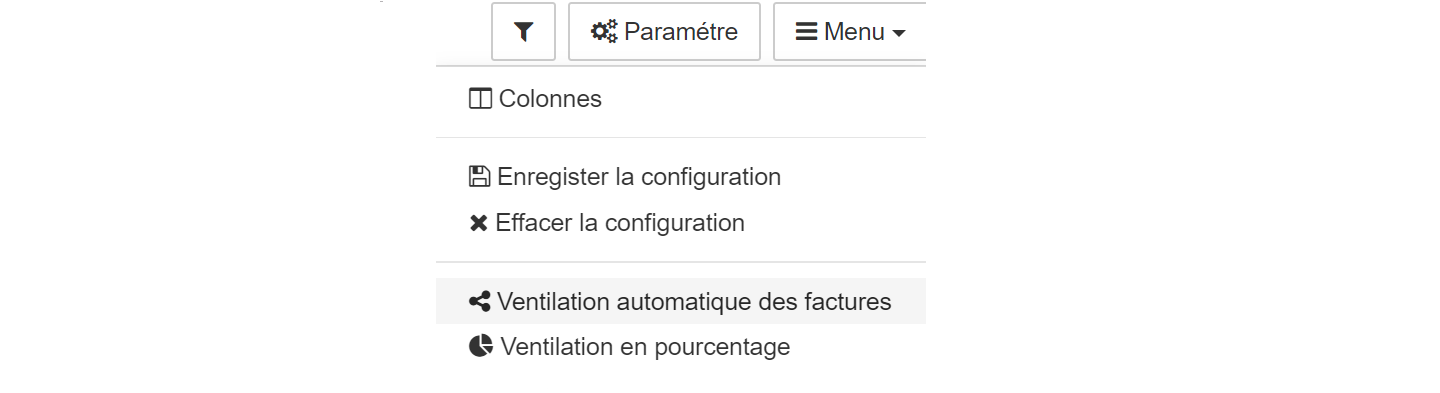 Paramétre Menu
Colonnes
Enregister la configuration
Effacer la configuration
Ventilation automatique des factures
Ventilation en pourcentage